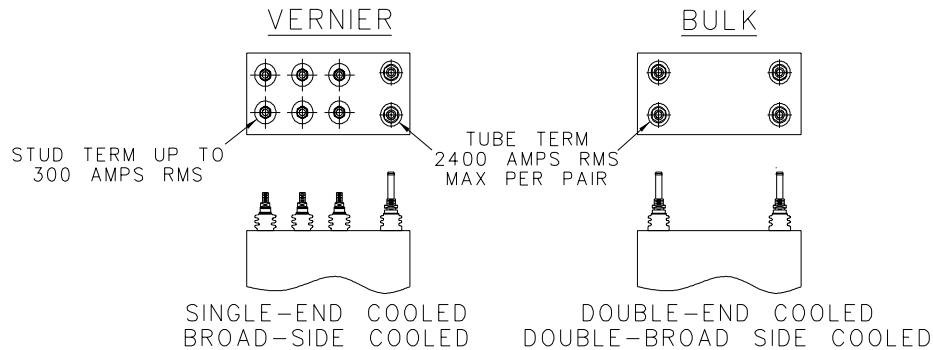 VERNIER
BULK
STUD TERM UP TO
300 AMPS RMS
TUBE TERM
2400 AMPS RMS
MAX PER PAIR
SINGLE-END COOLED
BROAD-SIDE COOLED
DOUBLE-END COOLED
DOUBLE-BROAD SIDE COOLED